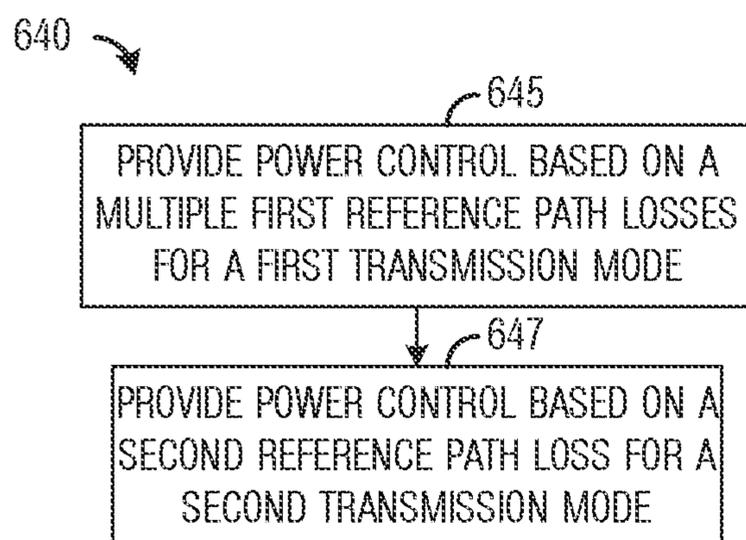 640
645
PROVIDE POWER CONTROL BASED ON A
MULTIPLE FIRST REFERENCE PATH LOSSES
FOR A FIRST TRANSMISSION MODE
647
PROVIDE POWER CONTROL BASED ON A
SECOND REFERENCE PATH LOSS FOR A
SECOND TRANSMISSION MODE